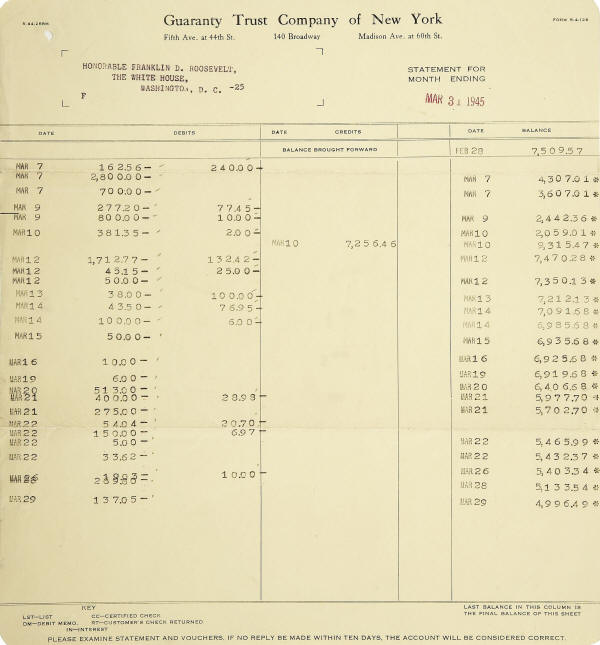 S-44-26RM
Guaranty Trust Company of New York
FORM S-4-128
Fifth Ave. at 44th St. 140 Broadway Madison Ave. at 60th St.
HONORABLE FRANKLIN D. ROOSEVELT,
THE WHITE HOUSE,
WASHINGTON, D. C. -25
F
STATEMENT FOR
MONTH ENDING
MAR 31 1945
DATE DEBITS DATE CREDITS DATE BALANCE
BALANCE BROUGHT FORWARD FEB 28 7,509.57
MAR 7 162.56- 240.00-
MAR 7 2,800.00- MAR 7 4,307.01*
MAR 7 700.00- MAR 7 3,607.01*
MAR 9 277.20- 77.45-
MAR 9 800.00- 10.00- MAR 9 2,442.36*
MAR 10 381.35- 2.00- MAR 10 2,059.01*
MAR 10 7,256.46 MAR 10 9,315.47*
MAR 12 1,712.77- 132.42- MAR 12 7,470.28*
MAR 12 45.15- 25.00-
MAR 12 50.00- MAR 12 7,350.13*
MAR 13 38.00- 100.00- MAR 13 7,212.13*
MAR 14 43.50- 76.95- MAR 14 7,091.68*
MAR 14 100.00- 6.00- MAR 14 6,985.68*
MAR 15 50.00- MAR 15 6,935.68*
MAR 16 10.00- MAR 16 6,925.68*
MAR 19 6.00- MAR 19 6,919.68*
MAR 20 513.00- MAR 20 6,406.68*
MAR 21 400.00- 28.98- MAR 21 5,977.70*
MAR 21 275.00- MAR 21 5,702.70*
MAR 22 54.04- 20.70-
MAR 22 150.00- 6.97-
MAR 22 5.00- MAR 22 5,465.99*
MAR 22 33.62- MAR 22 5,432.37*
MAR 26 19.03- 10.00- MAR 26 5,403.34*
MAR 28 269.80- MAR 28 5,133.54*
MAR 29 137.05- MAR 29 4,996.49*
KEY
LST-LIST CC-CERTIFIED CHECK
DM-DEBIT MEMO. RT-CUSTOMER'S CHECK RETURNED
IN-INTEREST
LAST BALANCE IN THIS COLUMN IS
THE FINAL BALANCE OF THIS SHEET
PLEASE EXAMINE STATEMENT AND VOUCHERS. IF NO REPLY BE MADE WITHIN TEN DAYS, THE ACCOUNT WILL BE CONSIDERED CORRECT.